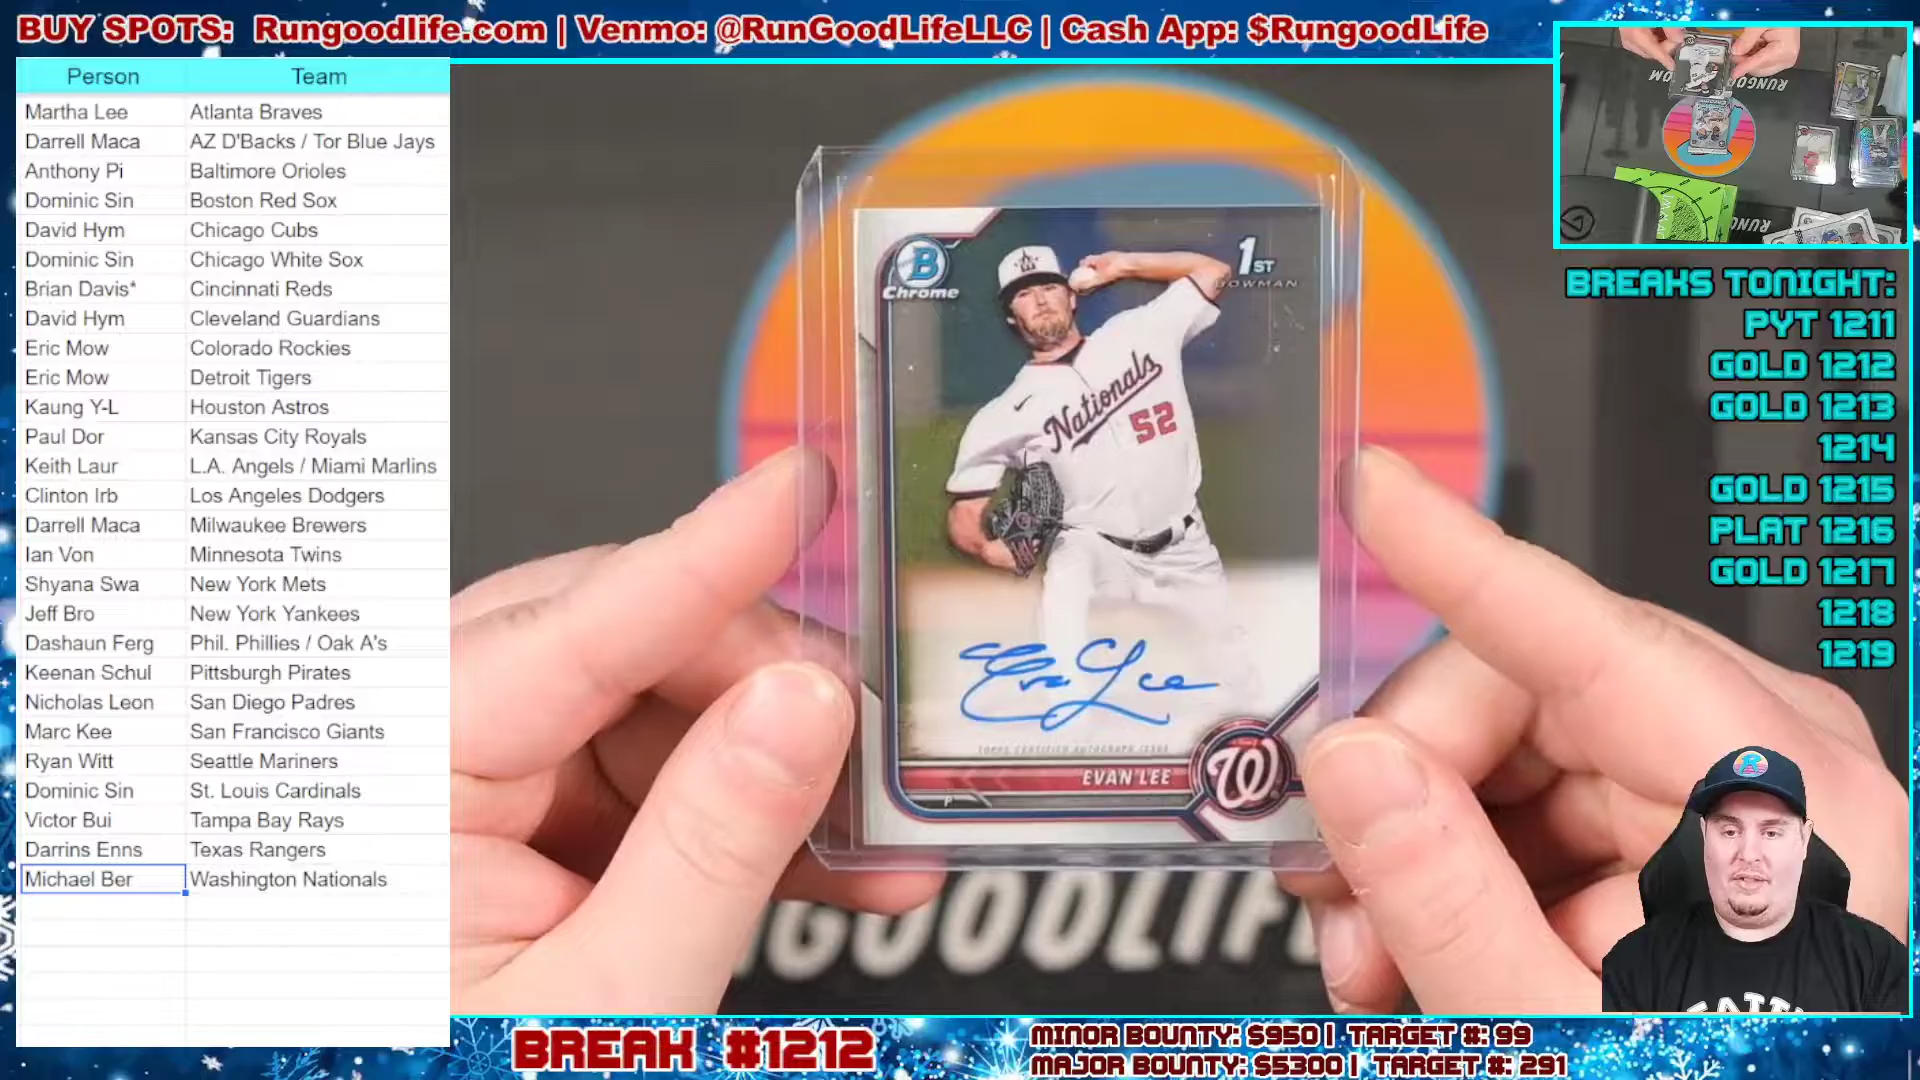 BUY SPOTS: Rungoodlife.com | Venmo: @RunGoodLifeLLC | Cash App: $RungoodLife
Person Team
Martha Lee Atlanta Braves
Darrell Maca AZ D'Backs / Tor Blue Jays
Anthony Pi Baltimore Orioles
Dominic Sin Boston Red Sox
David Hym Chicago Cubs
Dominic Sin Chicago White Sox
Brian Davis* Cincinnati Reds
David Hym Cleveland Guardians
Eric Mow Colorado Rockies
Eric Mow Detroit Tigers
Kaung Y-L Houston Astros
Paul Dor Kansas City Royals
Keith Laur L.A. Angels / Miami Marlins
Clinton Irb Los Angeles Dodgers
Darrell Maca Milwaukee Brewers
Ian Von Minnesota Twins
Shyana Swa New York Mets
Jeff Bro New York Yankees
Dashaun Ferg Phil. Phillies / Oak A's
Keenan Schul Pittsburgh Pirates
Nicholas Leon San Diego Padres
Marc Kee San Francisco Giants
Ryan Witt Seattle Mariners
Dominic Sin St. Louis Cardinals
Victor Bui Tampa Bay Rays
Darrins Enns Texas Rangers
Michael Ber Washington Nationals
B
Chrome
1ST
BOWMAN
Nationals
52
Evan Lee
TOPPS CERTIFIED AUTOGRAPH ISSUE
EVAN LEE
P
W
GOODLIF
BREAKS TONIGHT:
PYT 1211
GOLD 1212
GOLD 1213
1214
GOLD 1215
PLAT 1216
GOLD 1217
1218
1219
R
BREAK #1212
MINOR BOUNTY: $950 | TARGET #: 99
MAJOR BOUNTY: $5300 | TARGET #: 291